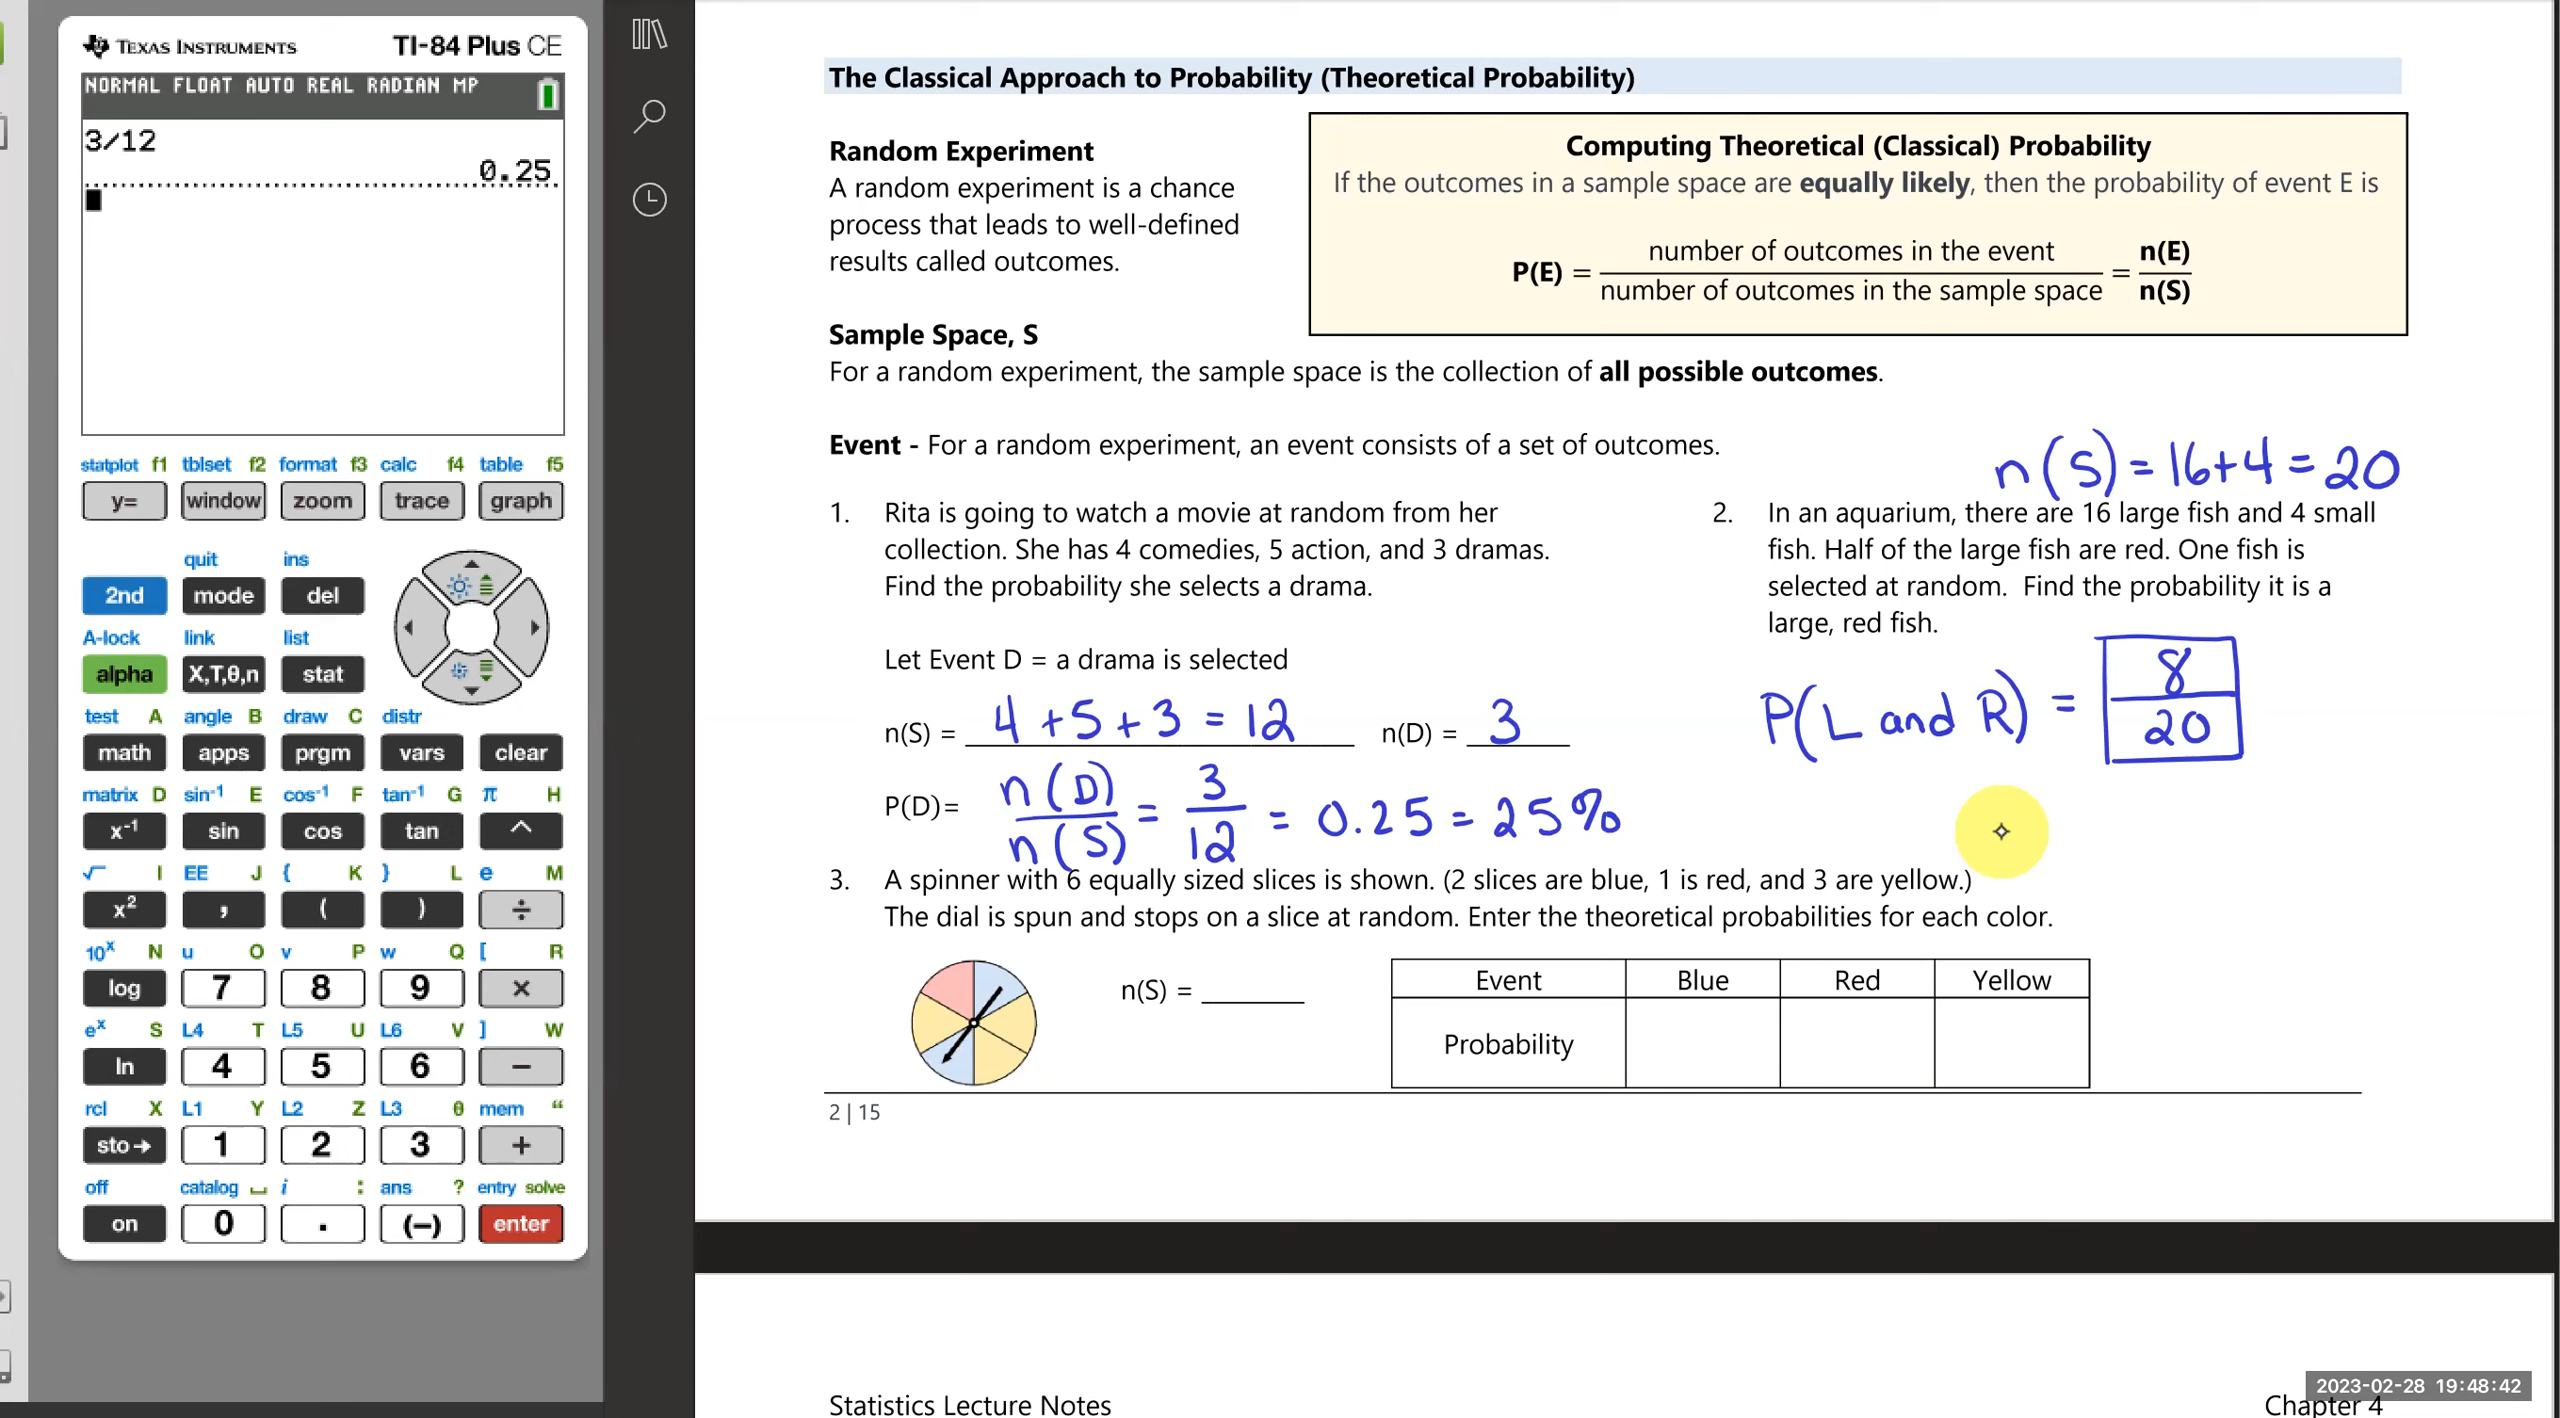 TEXAS INSTRUMENTS TI-84 Plus CE
NORMAL FLOAT AUTO REAL RADIAN MP
3/12
0.25
statplot f1 tblset f2 format f3 calc f4 table f5
y= window zoom trace graph
quit ins
2nd mode del
A-lock link list
alpha X,T,θ,n stat
test A angle B draw C distr
math apps prgm vars clear
matrix D sin⁻¹ E cos⁻¹ F tan⁻¹ G π H
x⁻¹ sin cos tan ^
√ I EE J { K } L e M
x² , ( ) ÷
10ˣ N u O v P w Q [ R
log 7 8 9 ×
eˣ S L4 T L5 U L6 V ] W
ln 4 5 6 −
rcl X L1 Y L2 Z L3 θ mem “
sto→ 1 2 3 +
off catalog ⎵ i : ans ? entry solve
on 0 . (−) enter
The Classical Approach to Probability (Theoretical Probability)
Random Experiment
A random experiment is a chance
process that leads to well-defined
results called outcomes.
Computing Theoretical (Classical) Probability
If the outcomes in a sample space are equally likely, then the probability of event E is
P(E) = number of outcomes in the event / number of outcomes in the sample space = n(E) / n(S)
Sample Space, S
For a random experiment, the sample space is the collection of all possible outcomes.
Event - For a random experiment, an event consists of a set of outcomes.
n(S) = 16+4 = 20
1. Rita is going to watch a movie at random from her
collection. She has 4 comedies, 5 action, and 3 dramas.
Find the probability she selects a drama.
Let Event D = a drama is selected
n(S) = 4 + 5 + 3 = 12 n(D) = 3
P(D)= n(D) / n(S) = 3 / 12 = 0.25 = 25%
2. In an aquarium, there are 16 large fish and 4 small
fish. Half of the large fish are red. One fish is
selected at random. Find the probability it is a
large, red fish.
P(L and R) = 8 / 20
3. A spinner with 6 equally sized slices is shown. (2 slices are blue, 1 is red, and 3 are yellow.)
The dial is spun and stops on a slice at random. Enter the theoretical probabilities for each color.
n(S) = ______
Event Blue Red Yellow
Probability
2 | 15
Statistics Lecture Notes
Chapter 4
2023-02-28 19:48:42